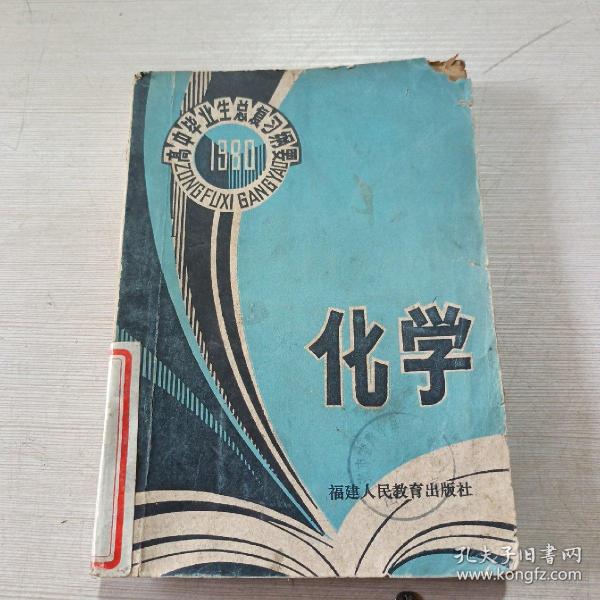 高中毕业生总复习纲要
1980
ZONGFUXI GANGYAO
化学
福建人民教育出版社
孔夫子旧书网
www.kongfz.com